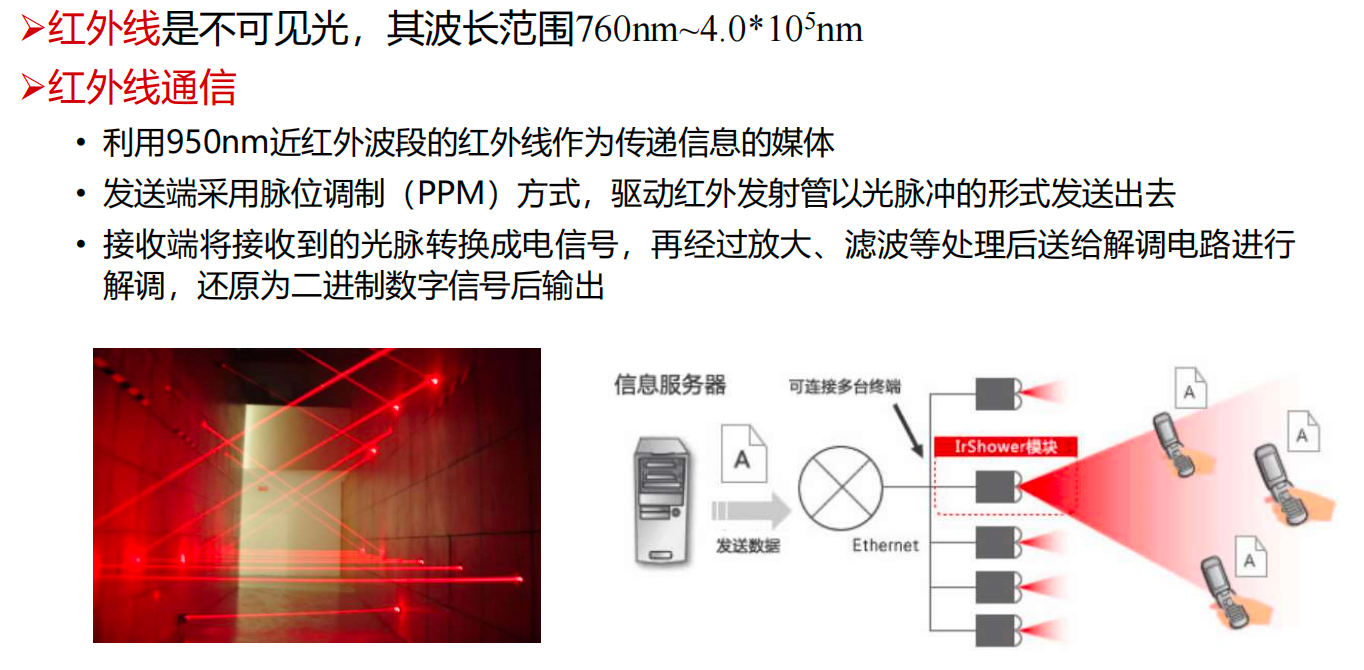 ➢红外线是不可见光，其波长范围760nm~4.0*10⁵nm
➢红外线通信
• 利用950nm近红外波段的红外线作为传递信息的媒体
• 发送端采用脉位调制（PPM）方式，驱动红外发射管以光脉冲的形式发送出去
• 接收端将接收到的光脉转换成电信号，再经过放大、滤波等处理后送给解调电路进行
解调，还原为二进制数字信号后输出
信息服务器
可连接多台终端
A
IrShower模块
A
A
发送数据
Ethernet
A